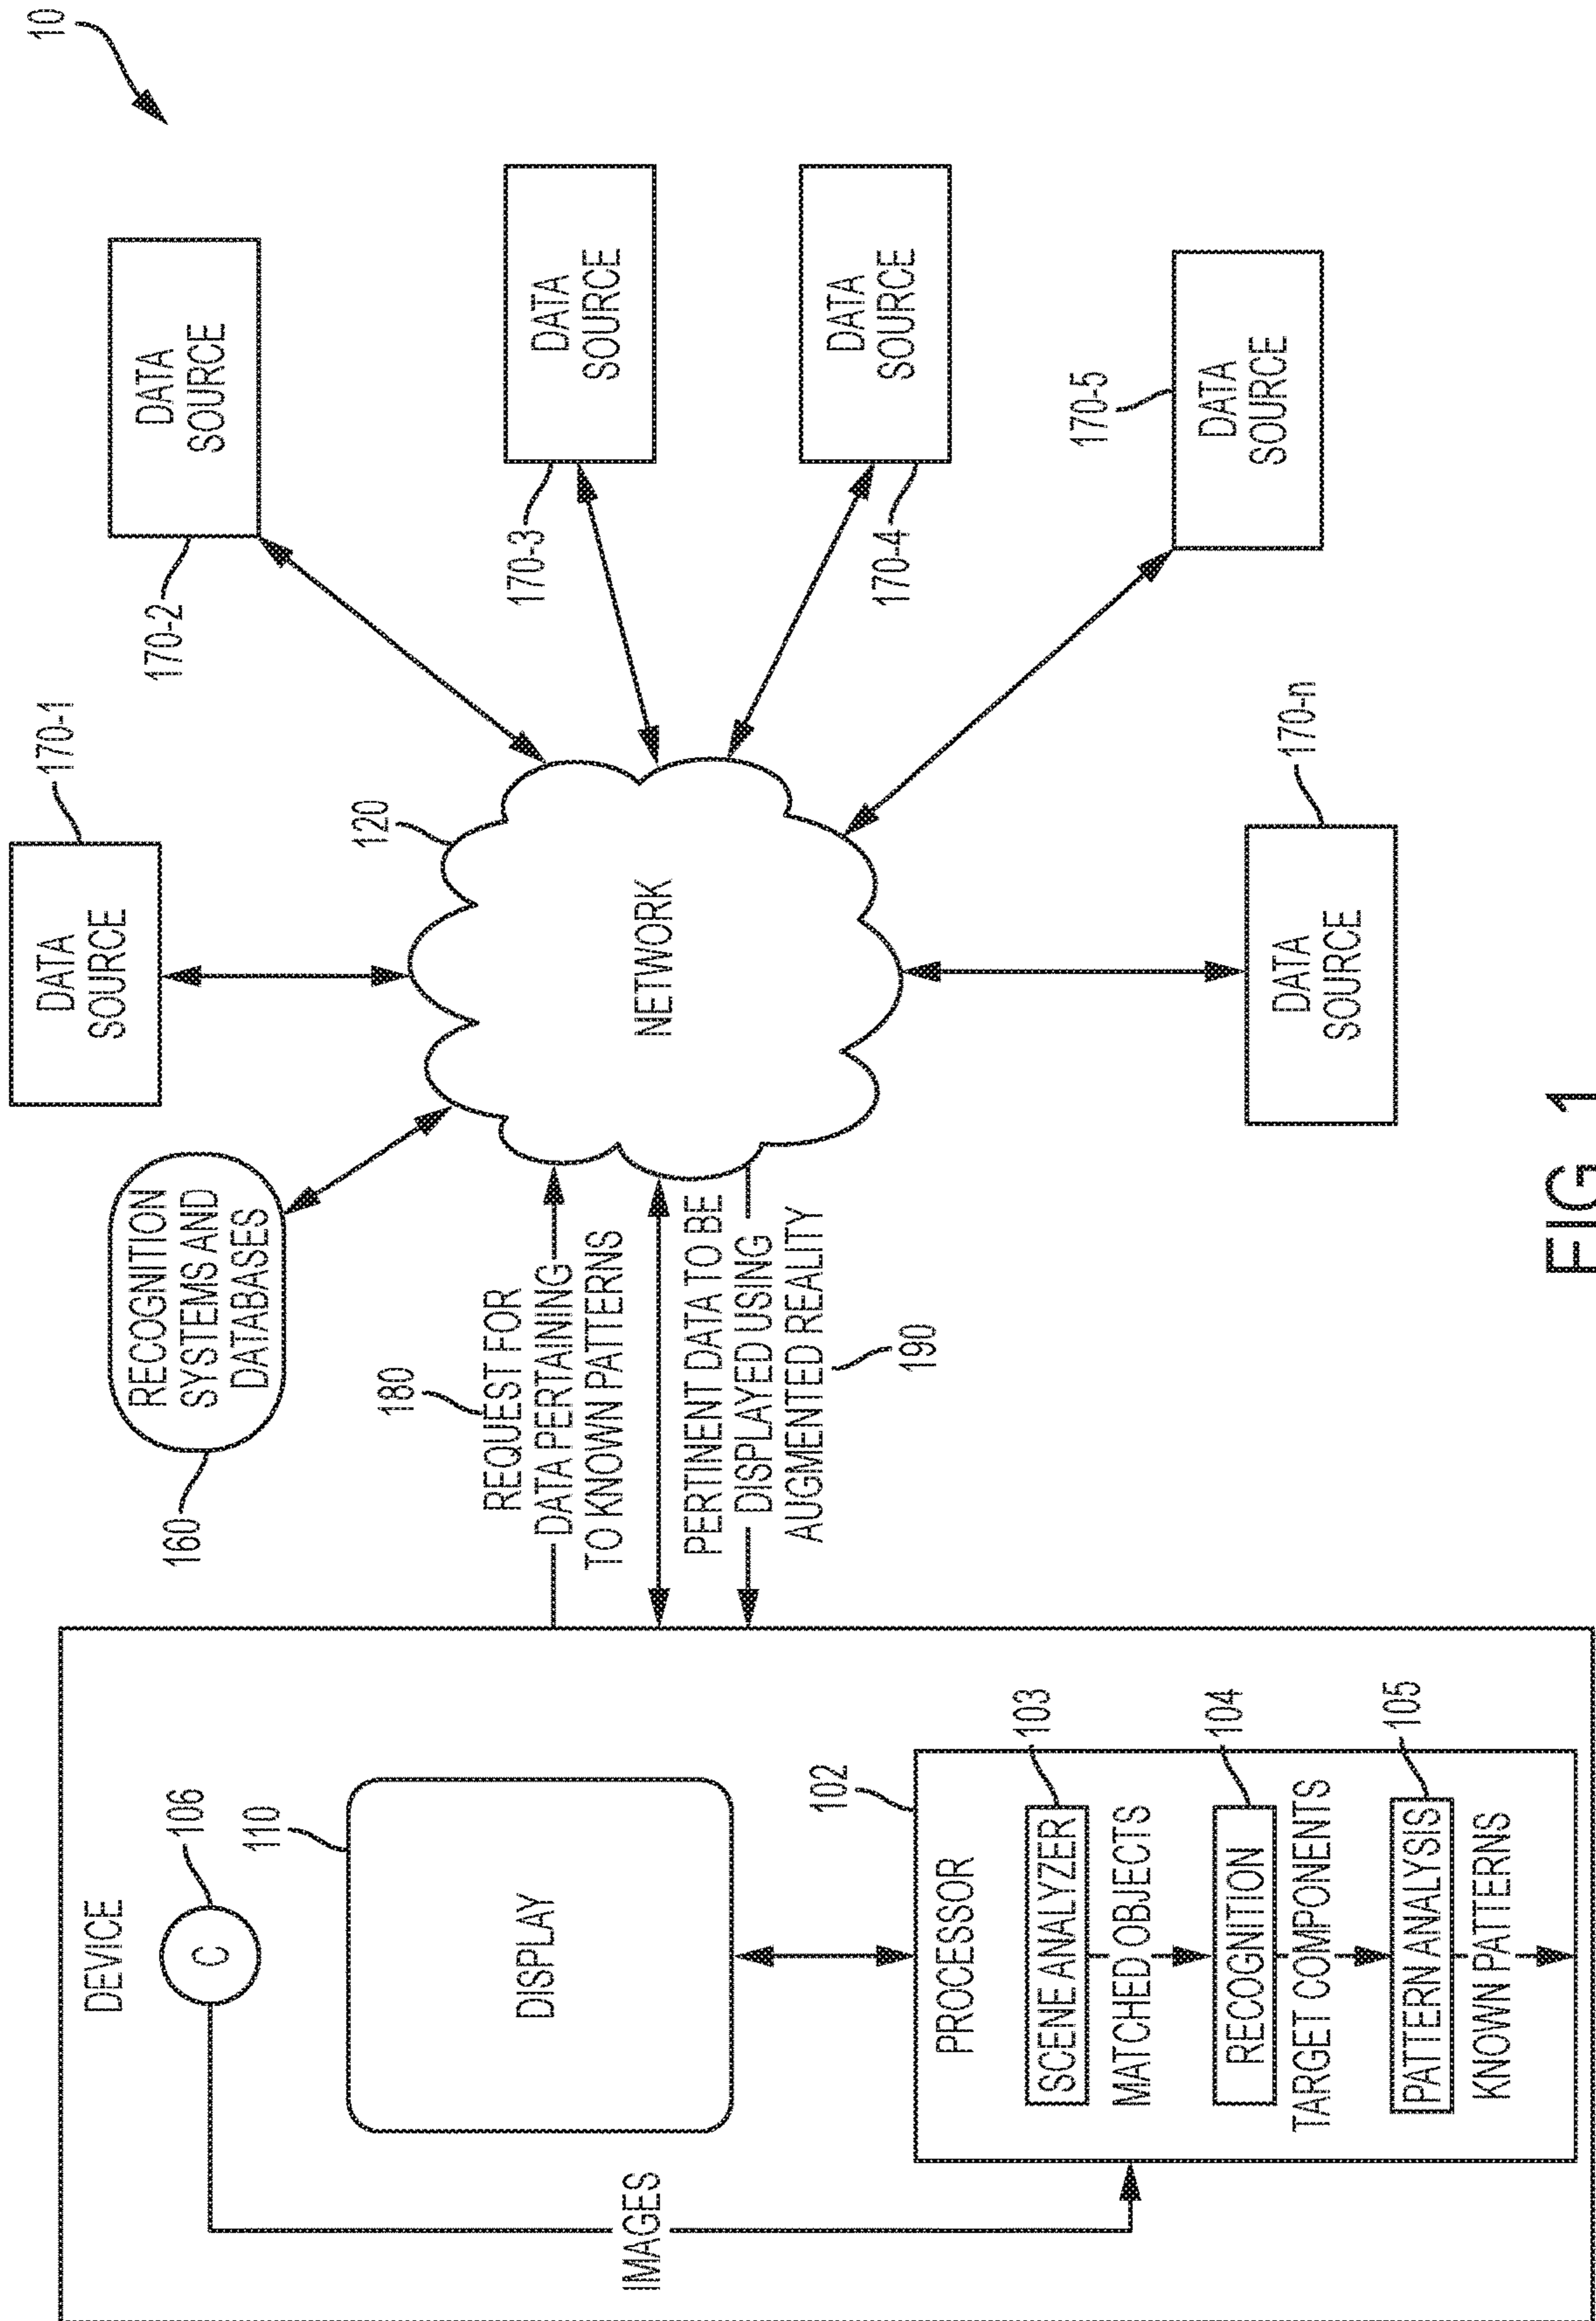 10
DEVICE
C
106
110
DISPLAY
IMAGES
102
PROCESSOR
103
SCENE ANALYZER
MATCHED OBJECTS
104
RECOGNITION
TARGET COMPONENTS
105
PATTERN ANALYSIS
KNOWN PATTERNS
160
RECOGNITION
SYSTEMS AND
DATABASES
180
REQUEST FOR
DATA PERTAINING
TO KNOWN PATTERNS
PERTINENT DATA TO BE
DISPLAYED USING
AUGMENTED REALITY
190
120
NETWORK
DATA
SOURCE
170-1
DATA
SOURCE
170-2
DATA
SOURCE
170-3
DATA
SOURCE
170-4
DATA
SOURCE
170-5
DATA
SOURCE
170-n
FIG. 1